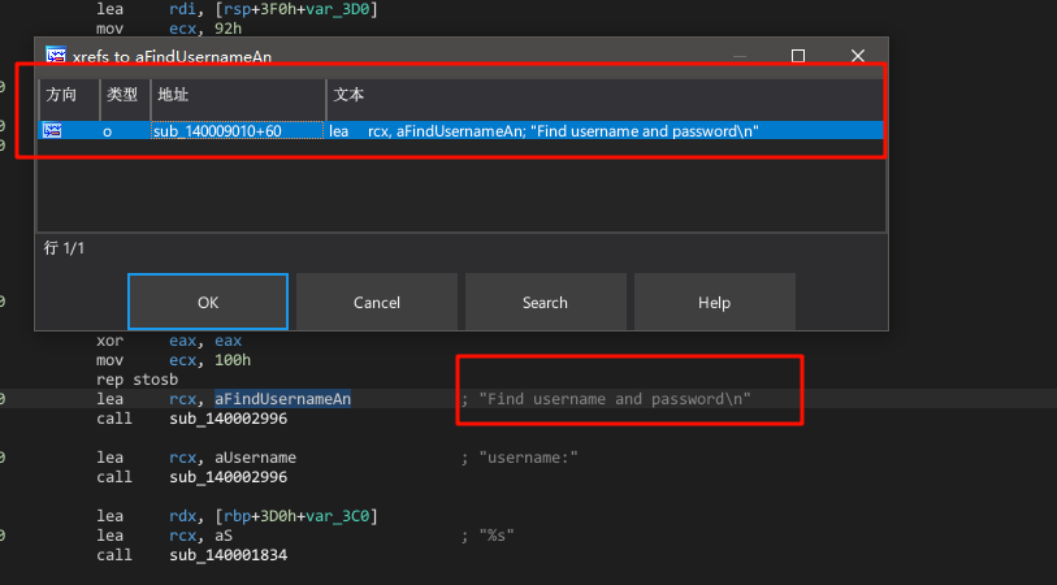 lea rdi, [rsp+3F0h+var_3D0]
mov ecx, 92h
xrefs to aFindUsernameAn
方向 类型 地址 文本
o sub_140009010+60 lea rcx, aFindUsernameAn; "Find username and password\n"
行 1/1
OK Cancel Search Help
xor eax, eax
mov ecx, 100h
rep stosb
lea rcx, aFindUsernameAn ; "Find username and password\n"
call sub_140002996
lea rcx, aUsername ; "username:"
call sub_140002996
lea rdx, [rbp+3D0h+var_3C0]
lea rcx, aS ; "%s"
call sub_140001834